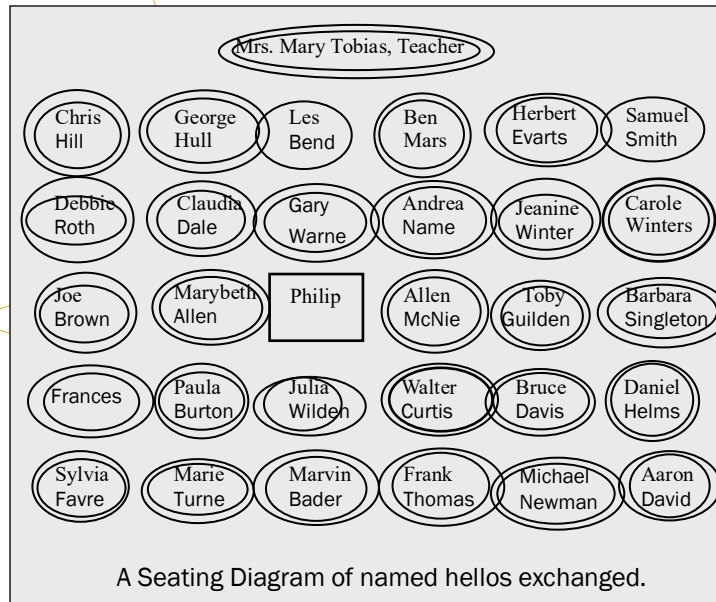 Mrs. Mary Tobias, Teacher
Chris Hill
George Hull
Les Bend
Ben Mars
Herbert Evarts
Samuel Smith
Debbie Roth
Claudia Dale
Gary Warne
Andrea Name
Jeanine Winter
Carole Winters
Joe Brown
Marybeth Allen
Philip
Allen McNie
Toby Guilden
Barbara Singleton
Frances
Paula Burton
Julia Wilden
Walter Curtis
Bruce Davis
Daniel Helms
Sylvia Favre
Marie Turne
Marvin Bader
Frank Thomas
Michael Newman
Aaron David
A Seating Diagram of named hellos exchanged.